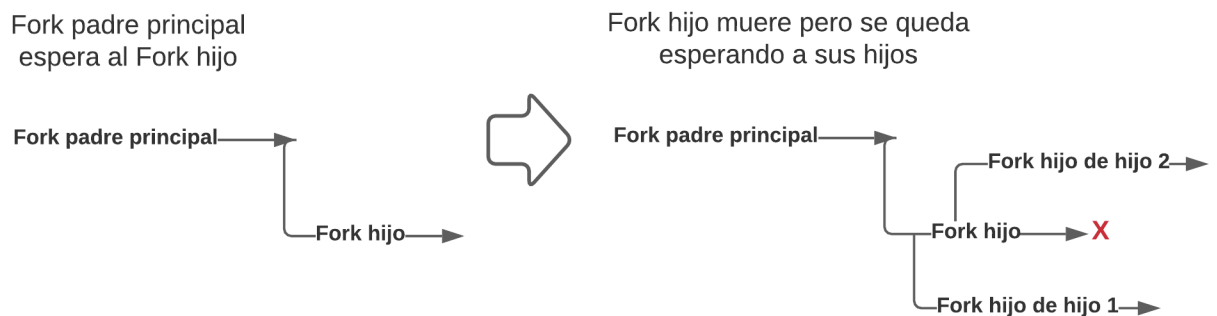 Fork padre principal
espera al Fork hijo
Fork padre principal
Fork hijo
Fork hijo muere pero se queda
esperando a sus hijos
Fork padre principal
Fork hijo de hijo 2
Fork hijo
X
Fork hijo de hijo 1